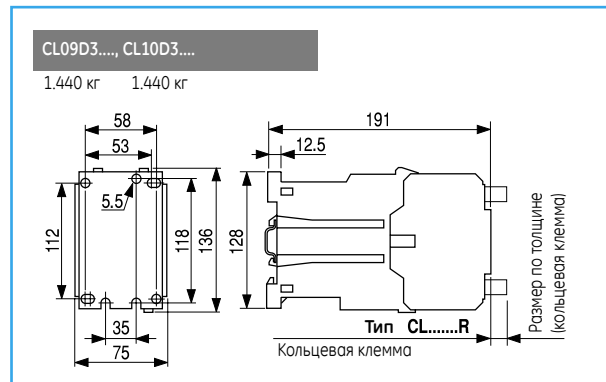 CL09D3...., CL10D3....
1.440 кг 1.440 кг
58
53
5.5
112
118
136
35
75
191
12.5
128
Тип CL.......R
Кольцевая клемма
Размер по толщине
(кольцевая клемма)